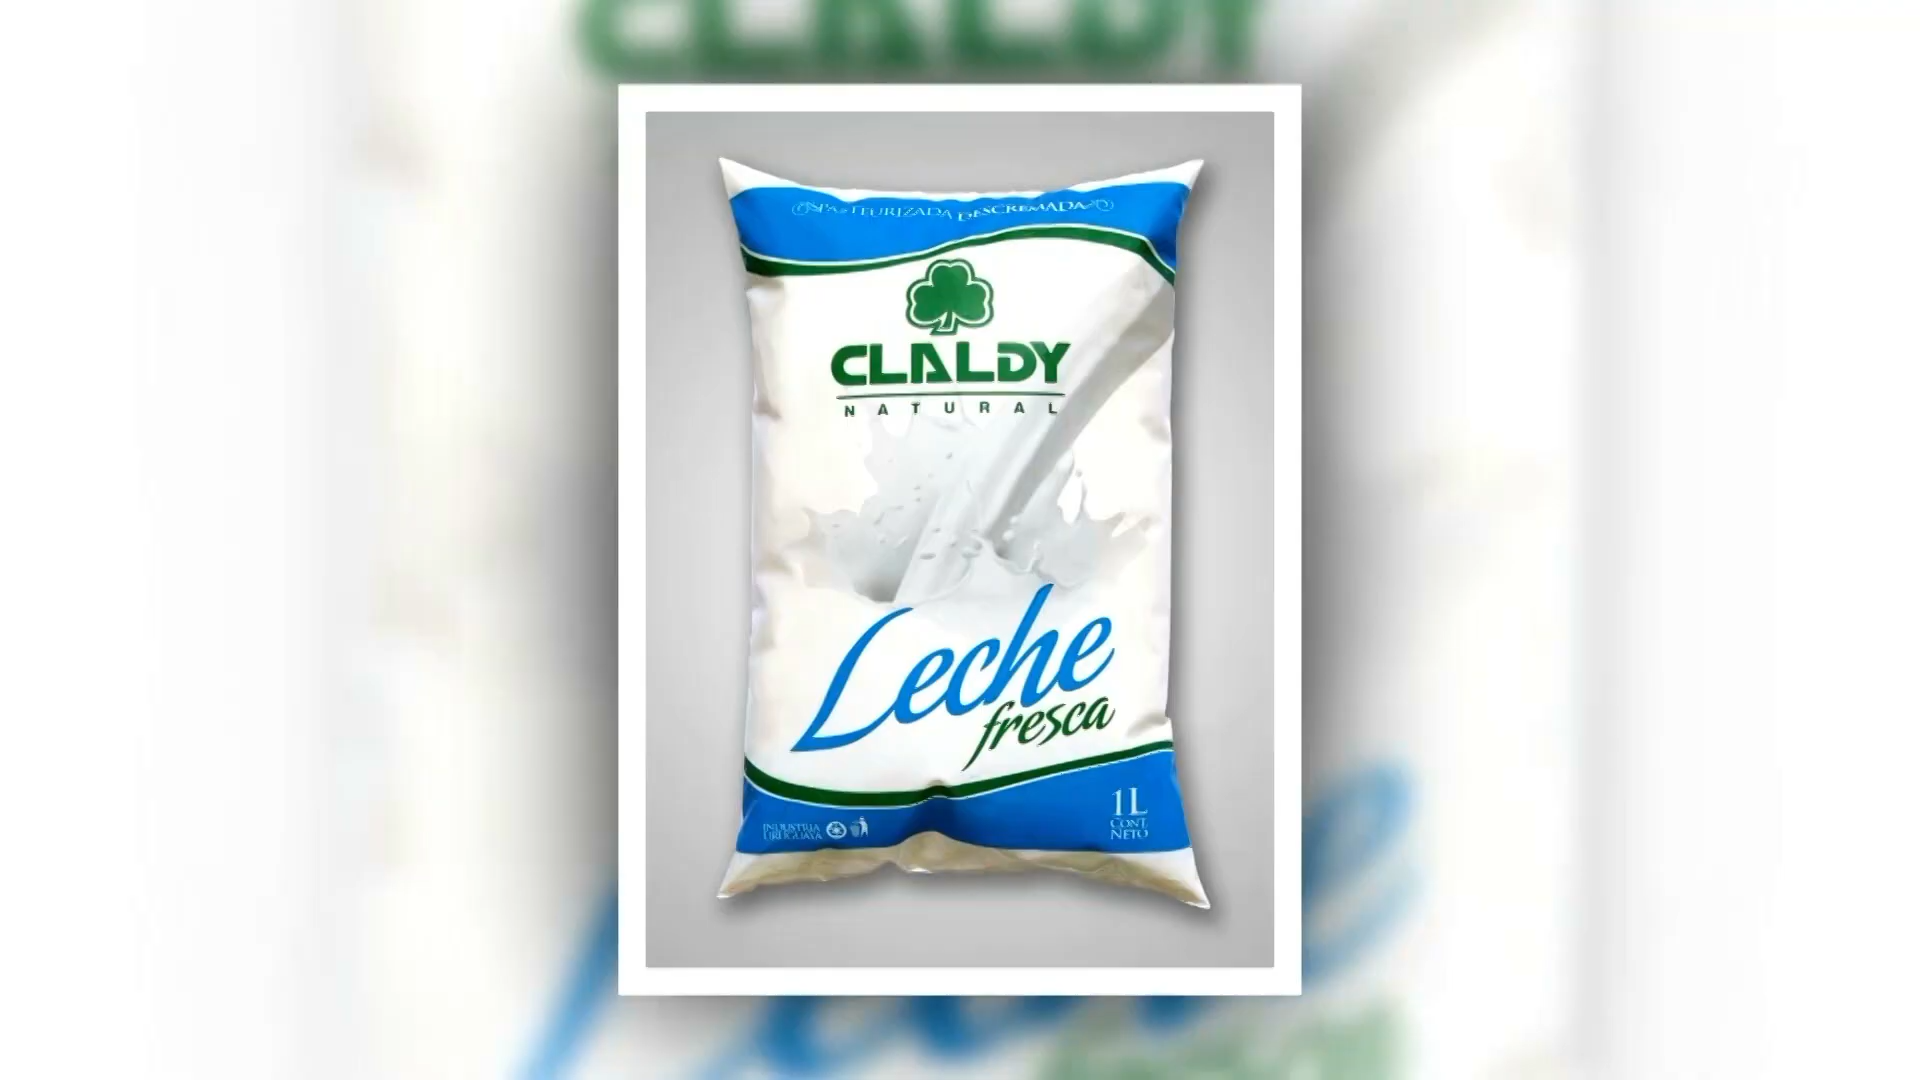 PASTEURIZADA DESCREMADA
CLALDY
NATURAL
Leche
fresca
INDUSTRIA
URUGUAYA
1L
CONT.
NETO